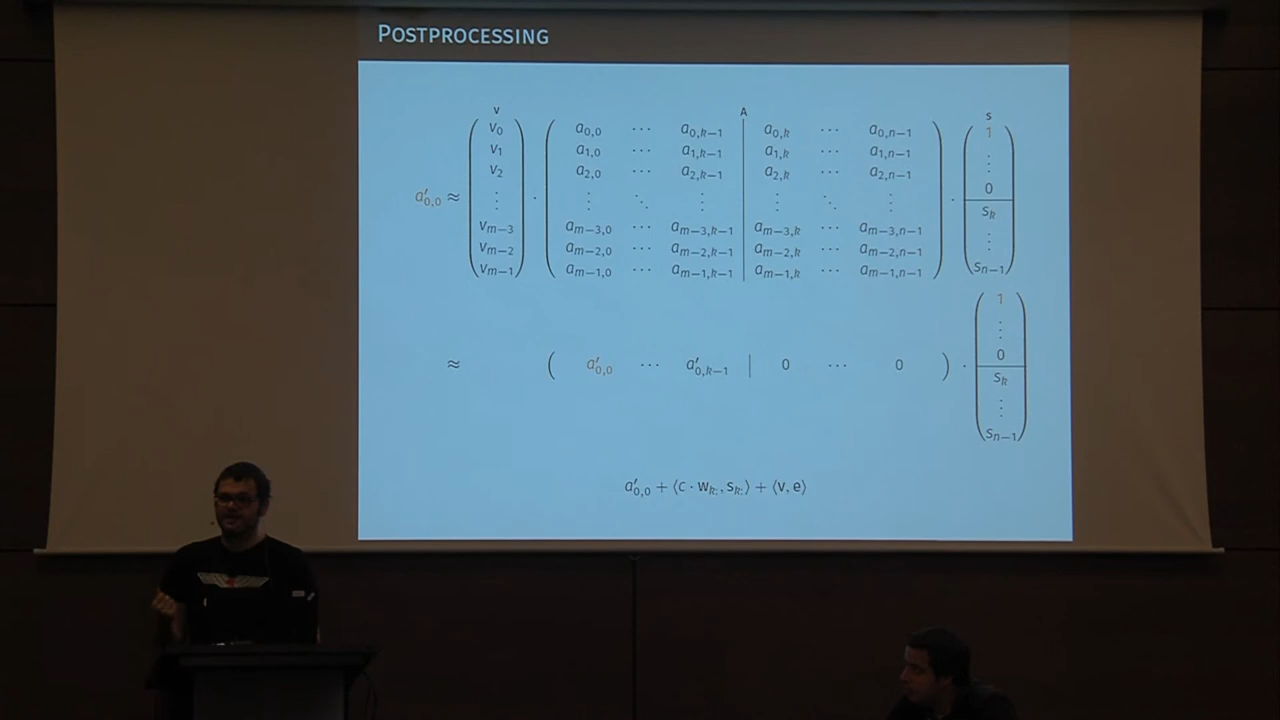 POSTPROCESSING
v A s
v₀ a₀,₀ ⋯ a₀,ₖ₋₁ a₀,ₖ ⋯ a₀,ₙ₋₁ 1
v₁ a₁,₀ ⋯ a₁,ₖ₋₁ a₁,ₖ ⋯ a₁,ₙ₋₁ ⋮
v₂ a₂,₀ ⋯ a₂,ₖ₋₁ a₂,ₖ ⋯ a₂,ₙ₋₁ 0
a′₀,₀ ≈ ⋮ · ⋮ ⋱ ⋮ ⋮ ⋱ ⋮ · sₖ
vₘ₋₃ aₘ₋₃,₀ ⋯ aₘ₋₃,ₖ₋₁ aₘ₋₃,ₖ ⋯ aₘ₋₃,ₙ₋₁ ⋮
vₘ₋₂ aₘ₋₂,₀ ⋯ aₘ₋₂,ₖ₋₁ aₘ₋₂,ₖ ⋯ aₘ₋₂,ₙ₋₁
vₘ₋₁ aₘ₋₁,₀ ⋯ aₘ₋₁,ₖ₋₁ aₘ₋₁,ₖ ⋯ aₘ₋₁,ₙ₋₁ sₙ₋₁
1
⋮
0
≈ ( a′₀,₀ ⋯ a′₀,ₖ₋₁ | 0 ⋯ 0 ) ·
sₖ
⋮
sₙ₋₁
a′₀,₀ + ⟨c · wₖ:, sₖ:⟩ + ⟨v, e⟩